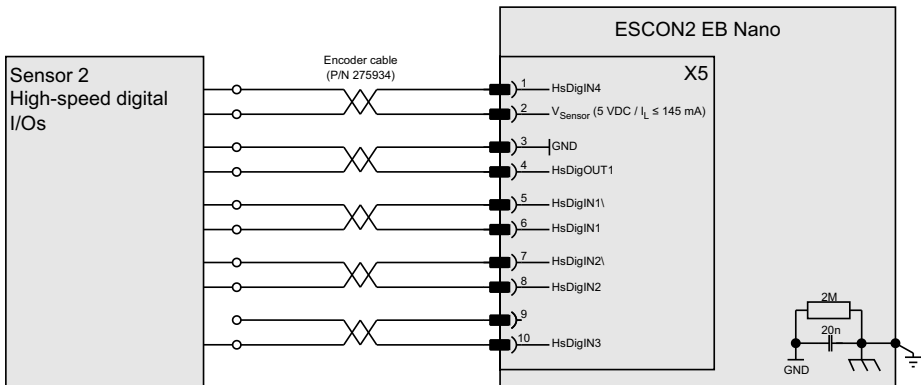 ESCON2 EB Nano
Encoder cable
(P/N 275934)
Sensor 2
High-speed digital
I/Os
X5
1 HsDigIN4
2 VSensor (5 VDC / IL ≤ 145 mA)
3 GND
4 HsDigOUT1
5 HsDigIN1\
6 HsDigIN1
7 HsDigIN2\
8 HsDigIN2
9
10 HsDigIN3
2M
20n
GND